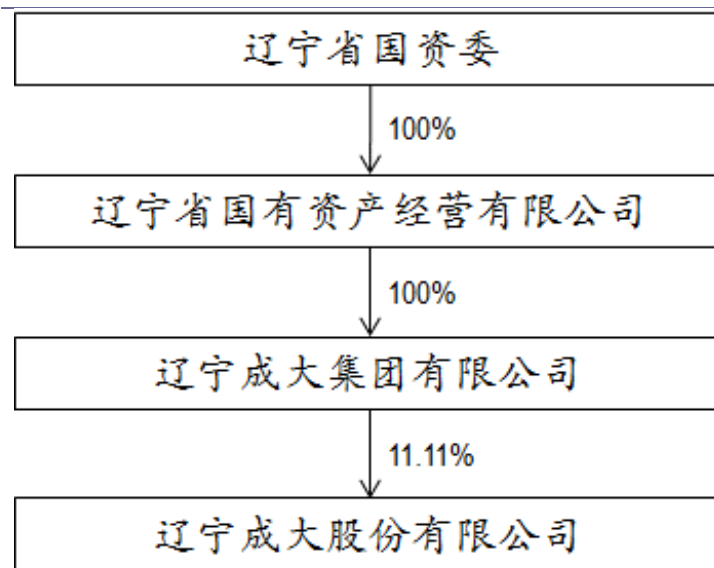 辽宁省国资委
100%
辽宁省国有资产经营有限公司
100%
辽宁成大集团有限公司
11.11%
辽宁成大股份有限公司